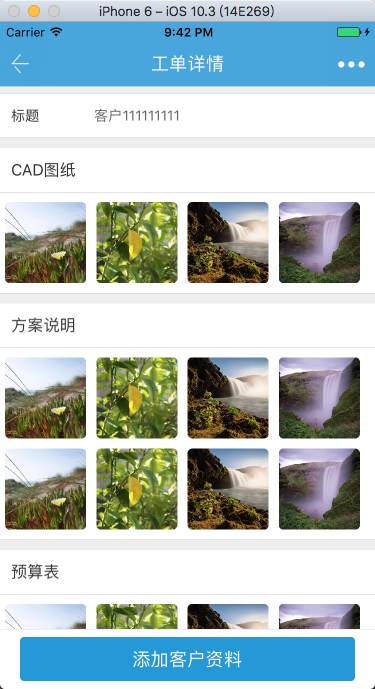 iPhone 6 – iOS 10.3 (14E269)
Carrier 9:42 PM
工单详情
标题 客户111111111
CAD图纸
方案说明
预算表
添加客户资料